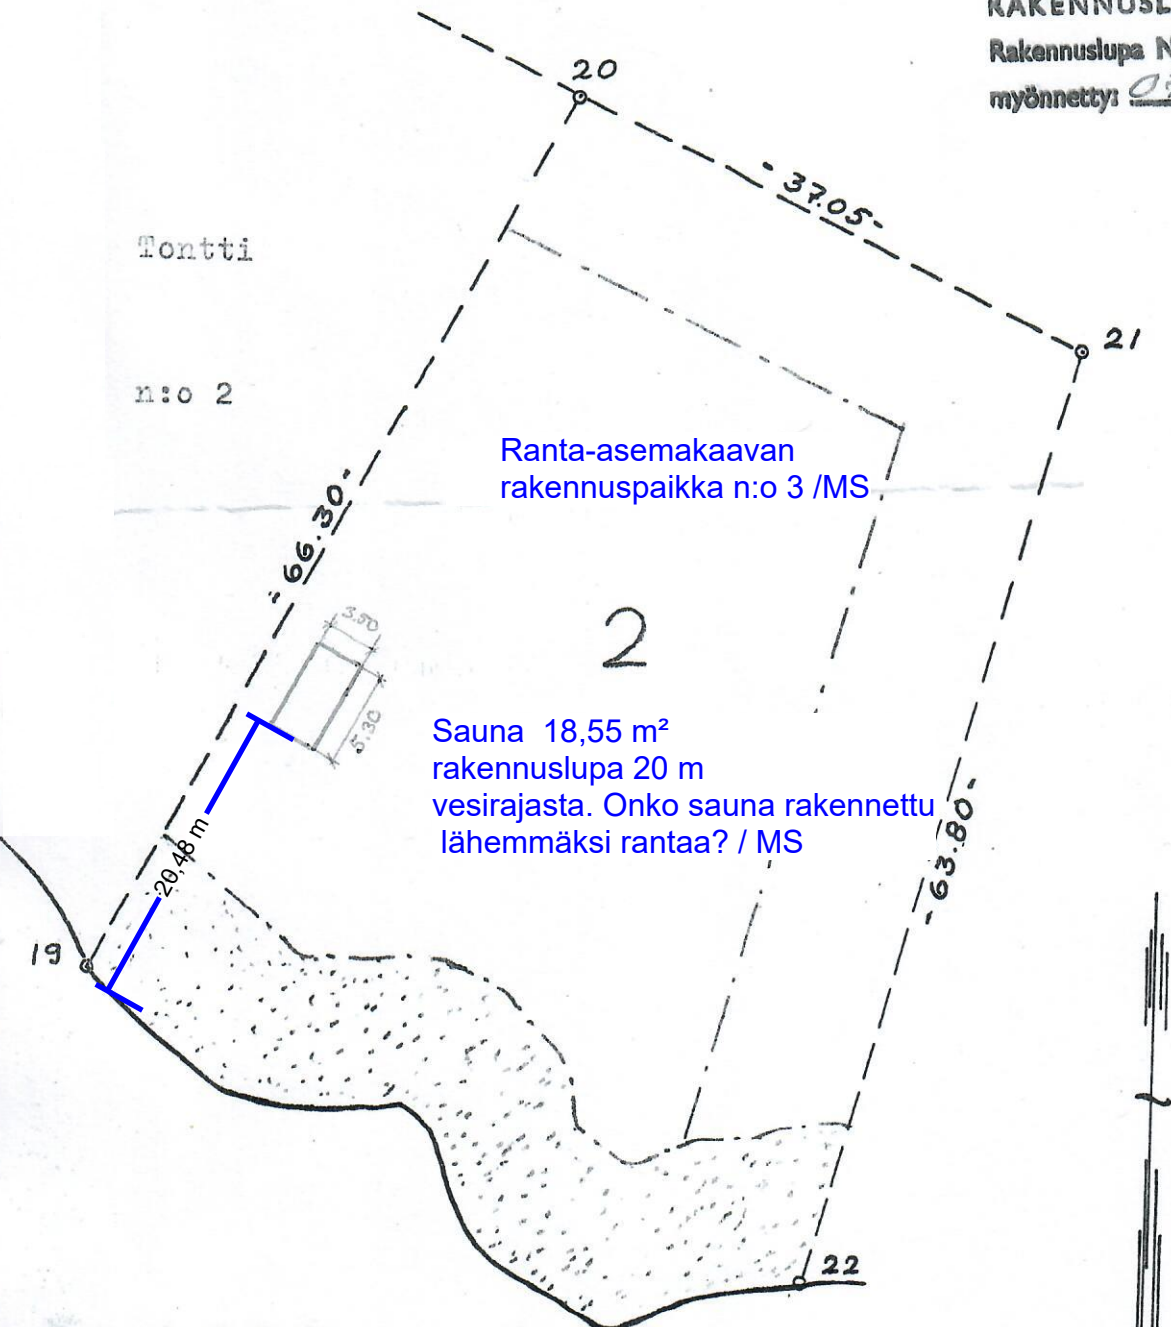 RAKENNUSL
Rakennuslupa N
myönnetty:
20
- 37.05 -
21
Tontti
n:o 2
Ranta-asemakaavan
rakennuspaikka n:o 3 /MS
- 66.30 -
3.50
5.30
2
Sauna 18,55 m²
rakennuslupa 20 m
vesirajasta. Onko sauna rakennettu
lähemmäksi rantaa? / MS
20,48 m
- 63.80 -
19
22